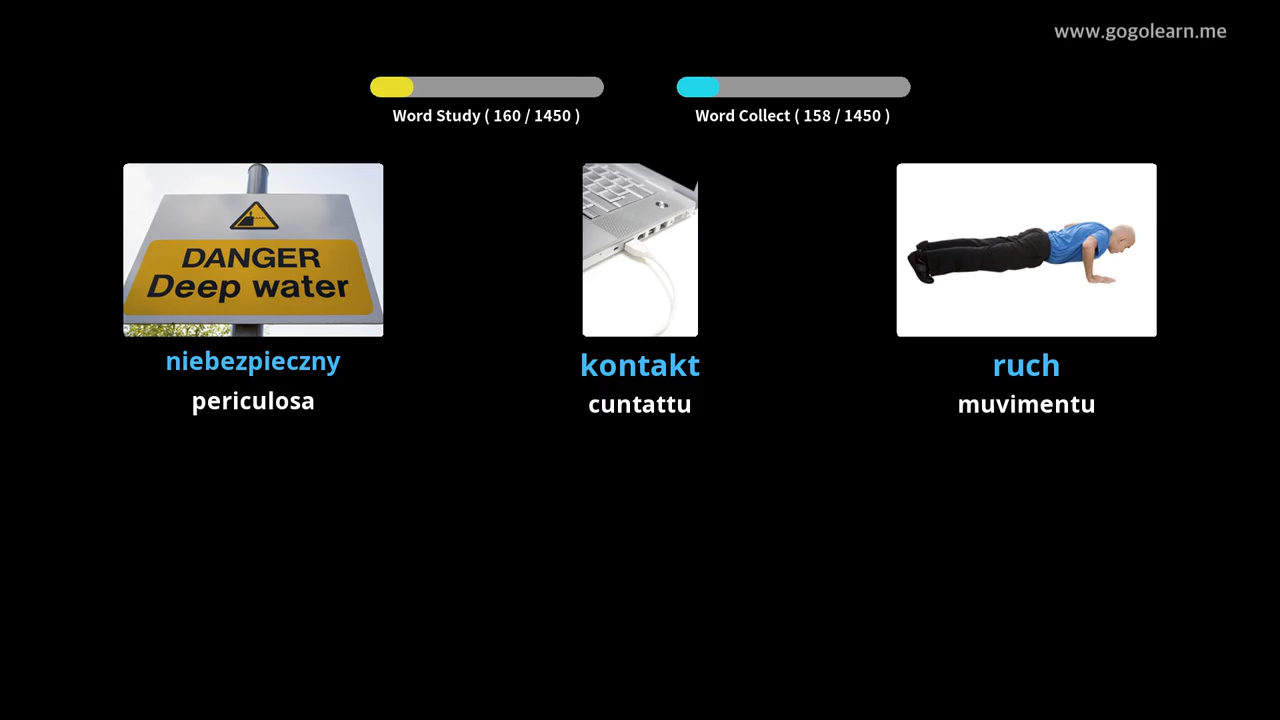 www.gogolearn.me
Word Study ( 160 / 1450 )
Word Collect ( 158 / 1450 )
DANGER
Deep water
niebezpieczny
periculosa
kontakt
cuntattu
ruch
muvimentu